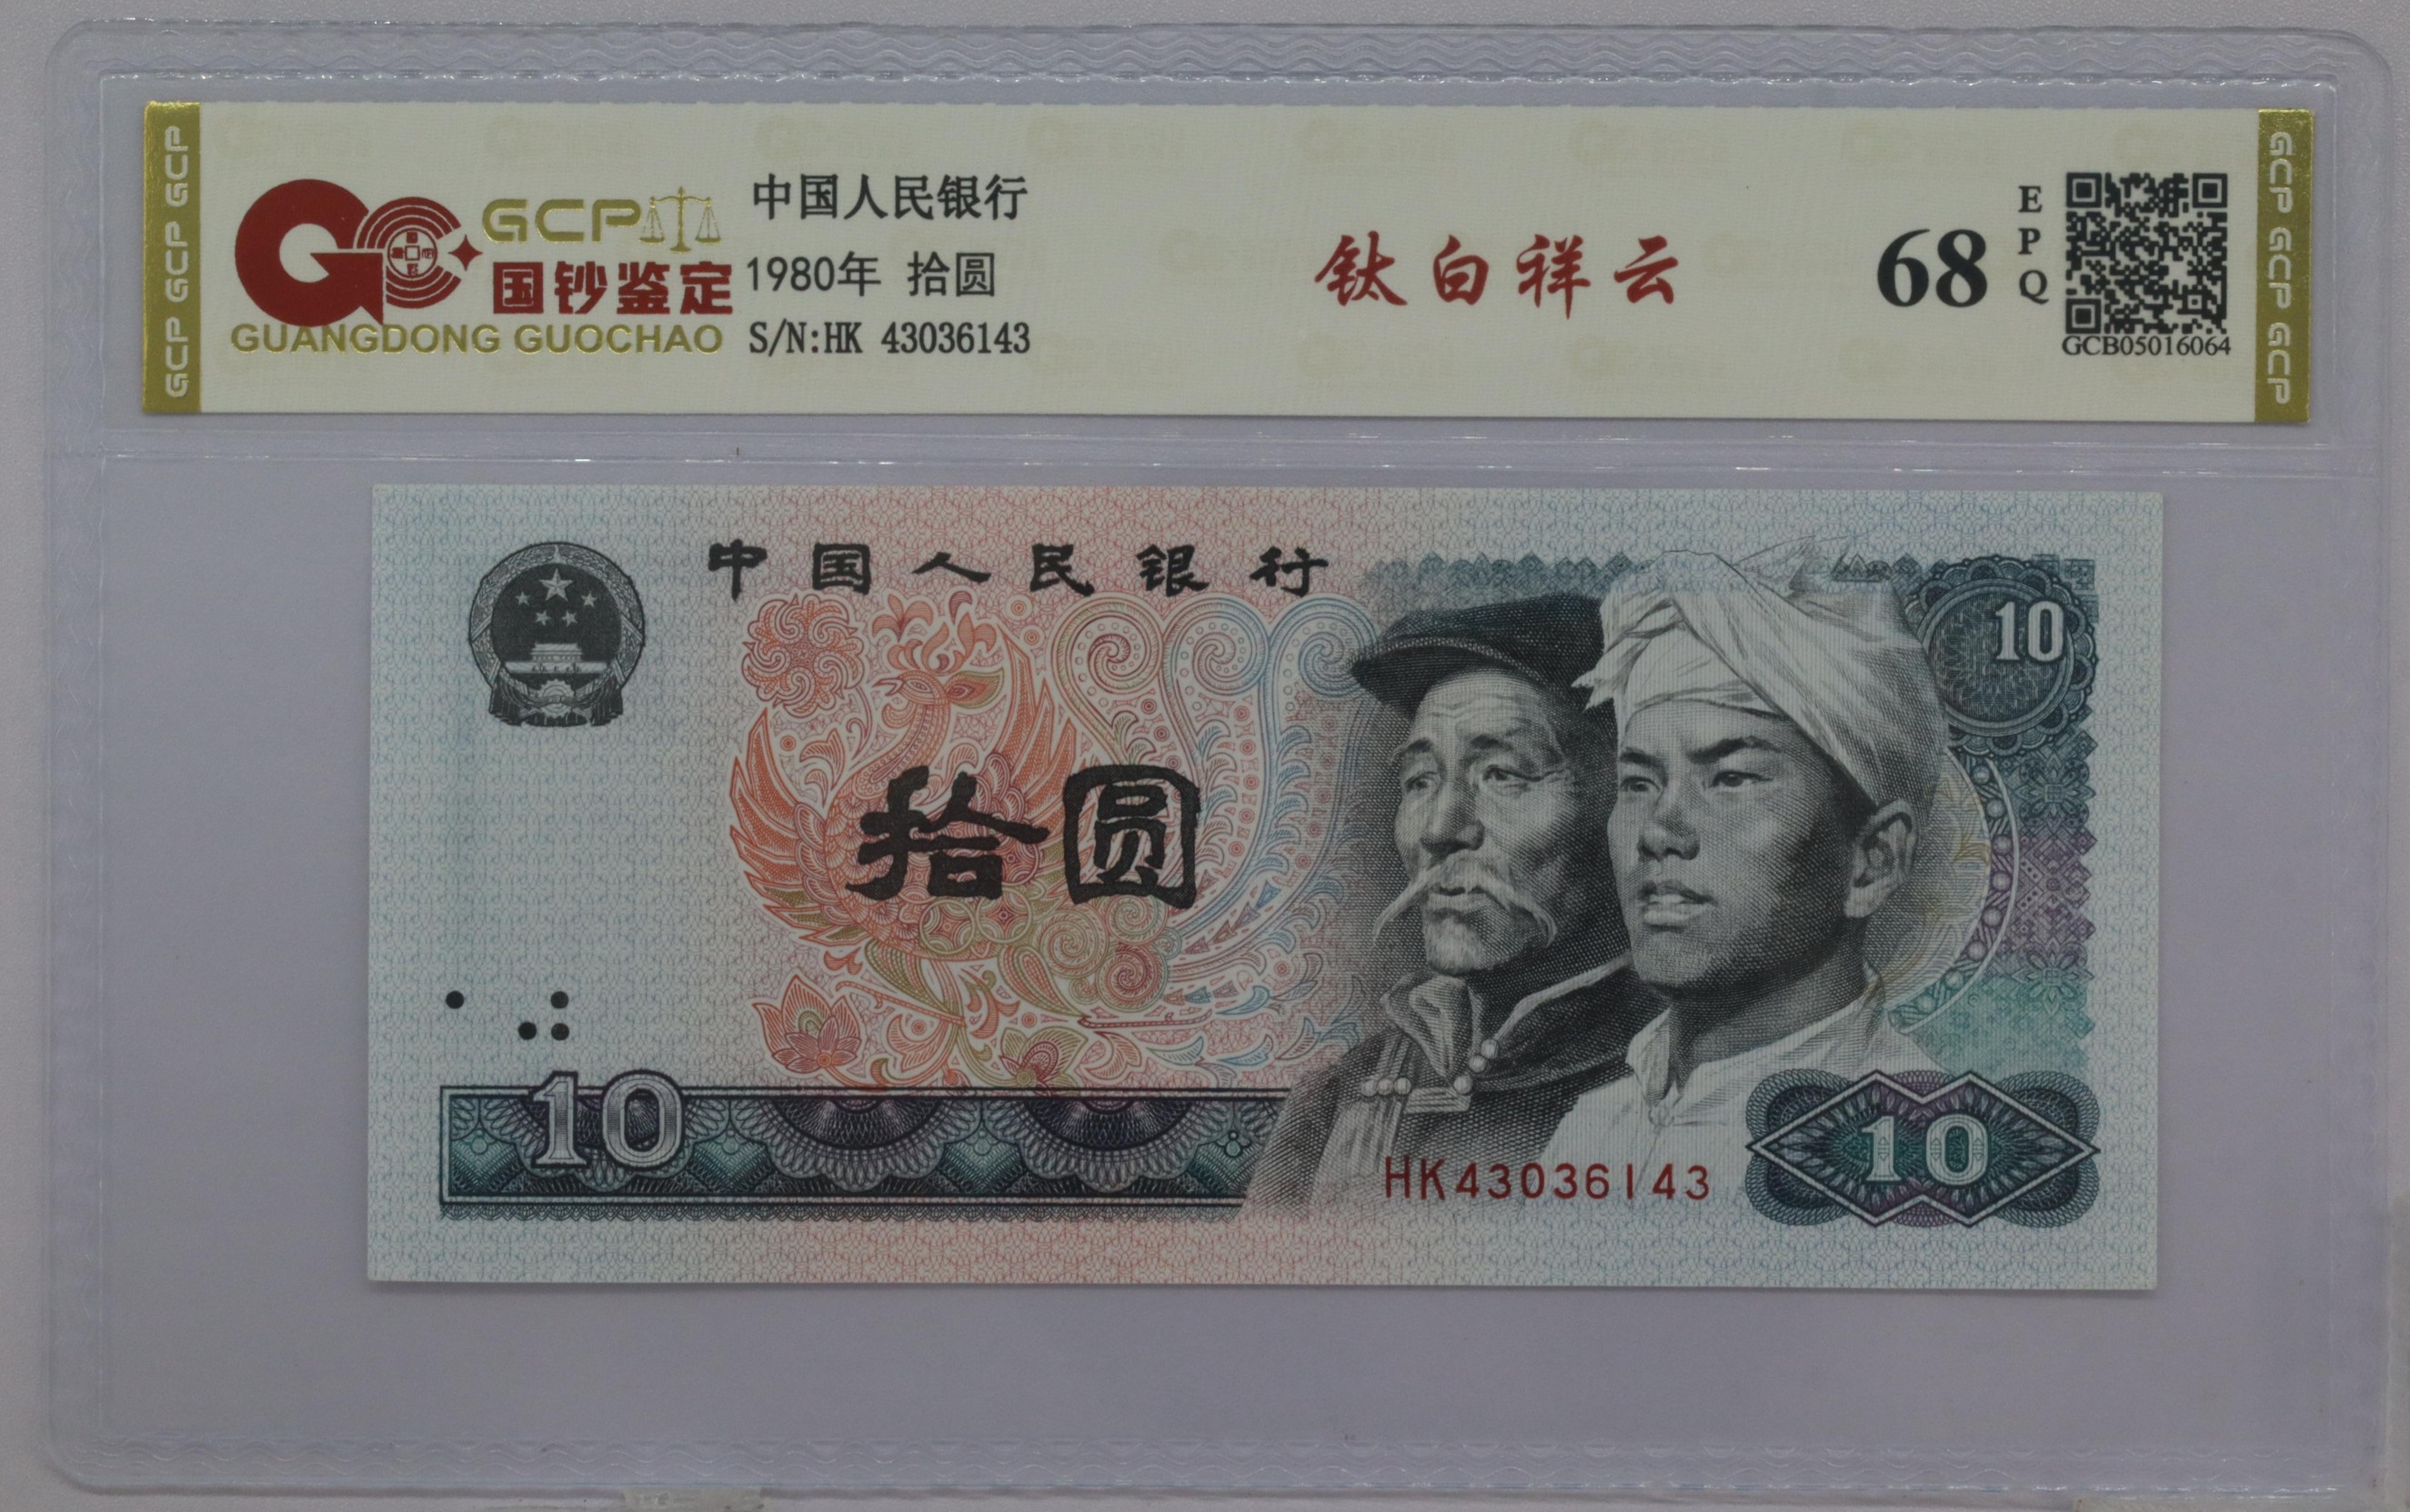 GCP GCP GCP
GCP
国钞鉴定
GUANGDONG GUOCHAO
中国人民银行
1980年 拾圆
S/N:HK 43036143
钛白祥云
68
EPQ
GCB05016064
GCP GCP GCP
中国人民银行
10
拾圆
10
HK43036143
10